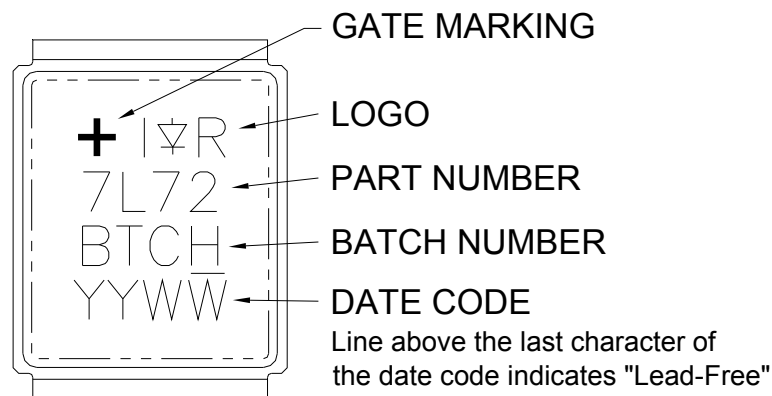 GATE MARKING
+ I R
LOGO
7L72
PART NUMBER
BTCH
BATCH NUMBER
YYWW̅
DATE CODE
Line above the last character of
the date code indicates "Lead-Free"